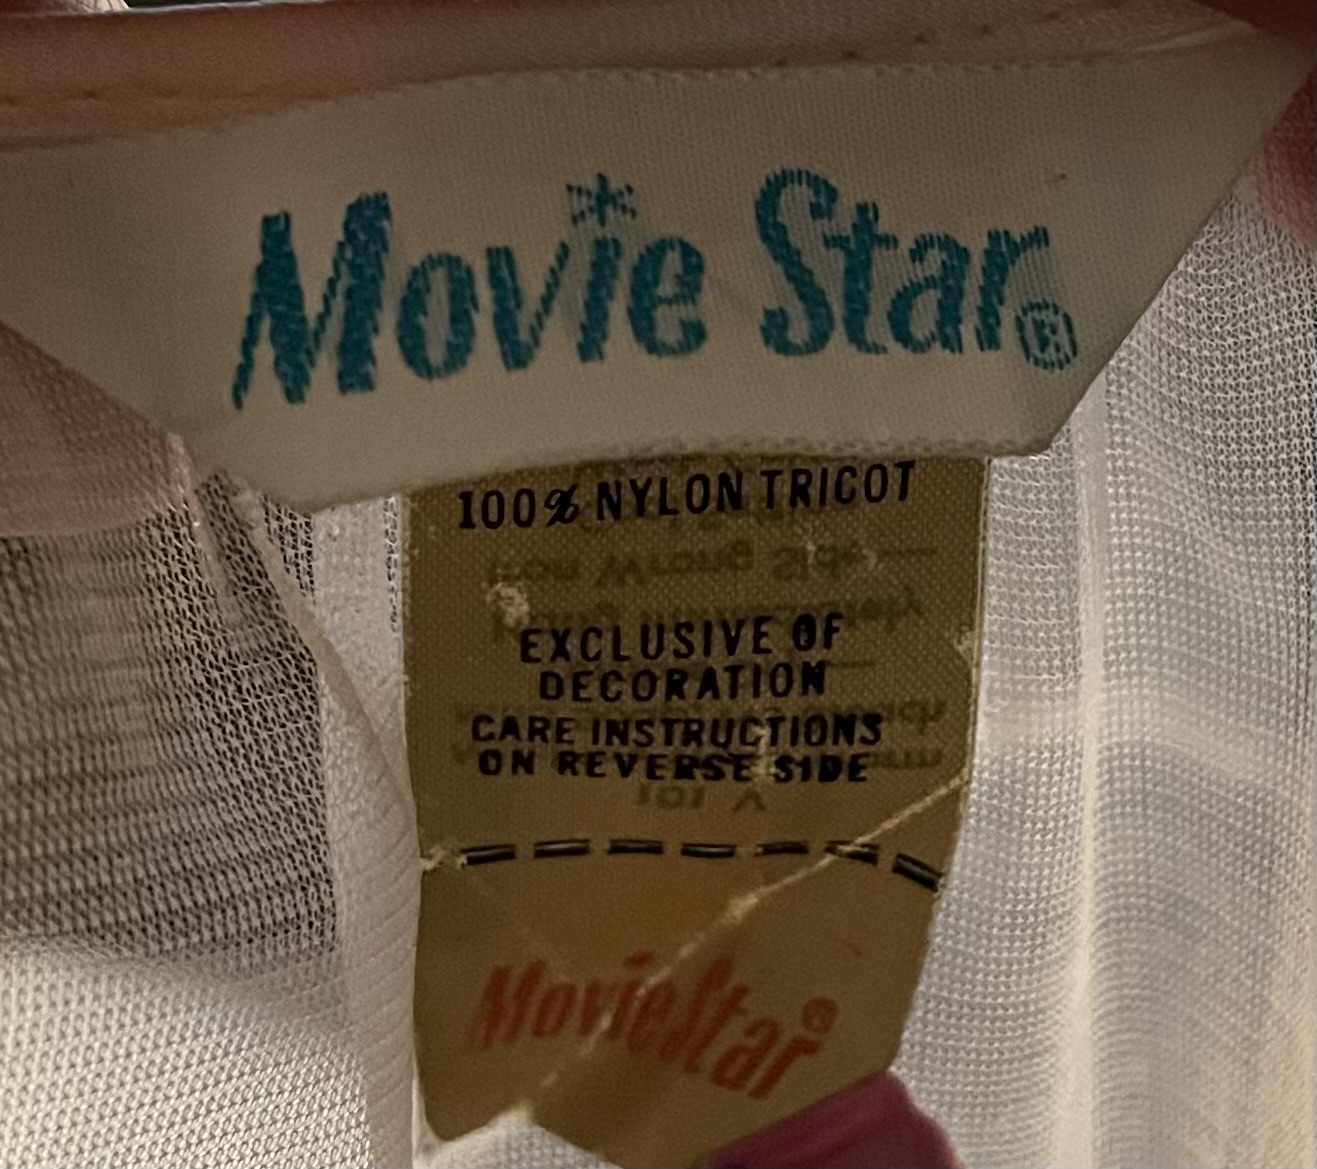 Movie Star®
100% NYLON TRICOT
EXCLUSIVE OF
DECORATION
CARE INSTRUCTIONS
ON REVERSE SIDE
MovieStar®